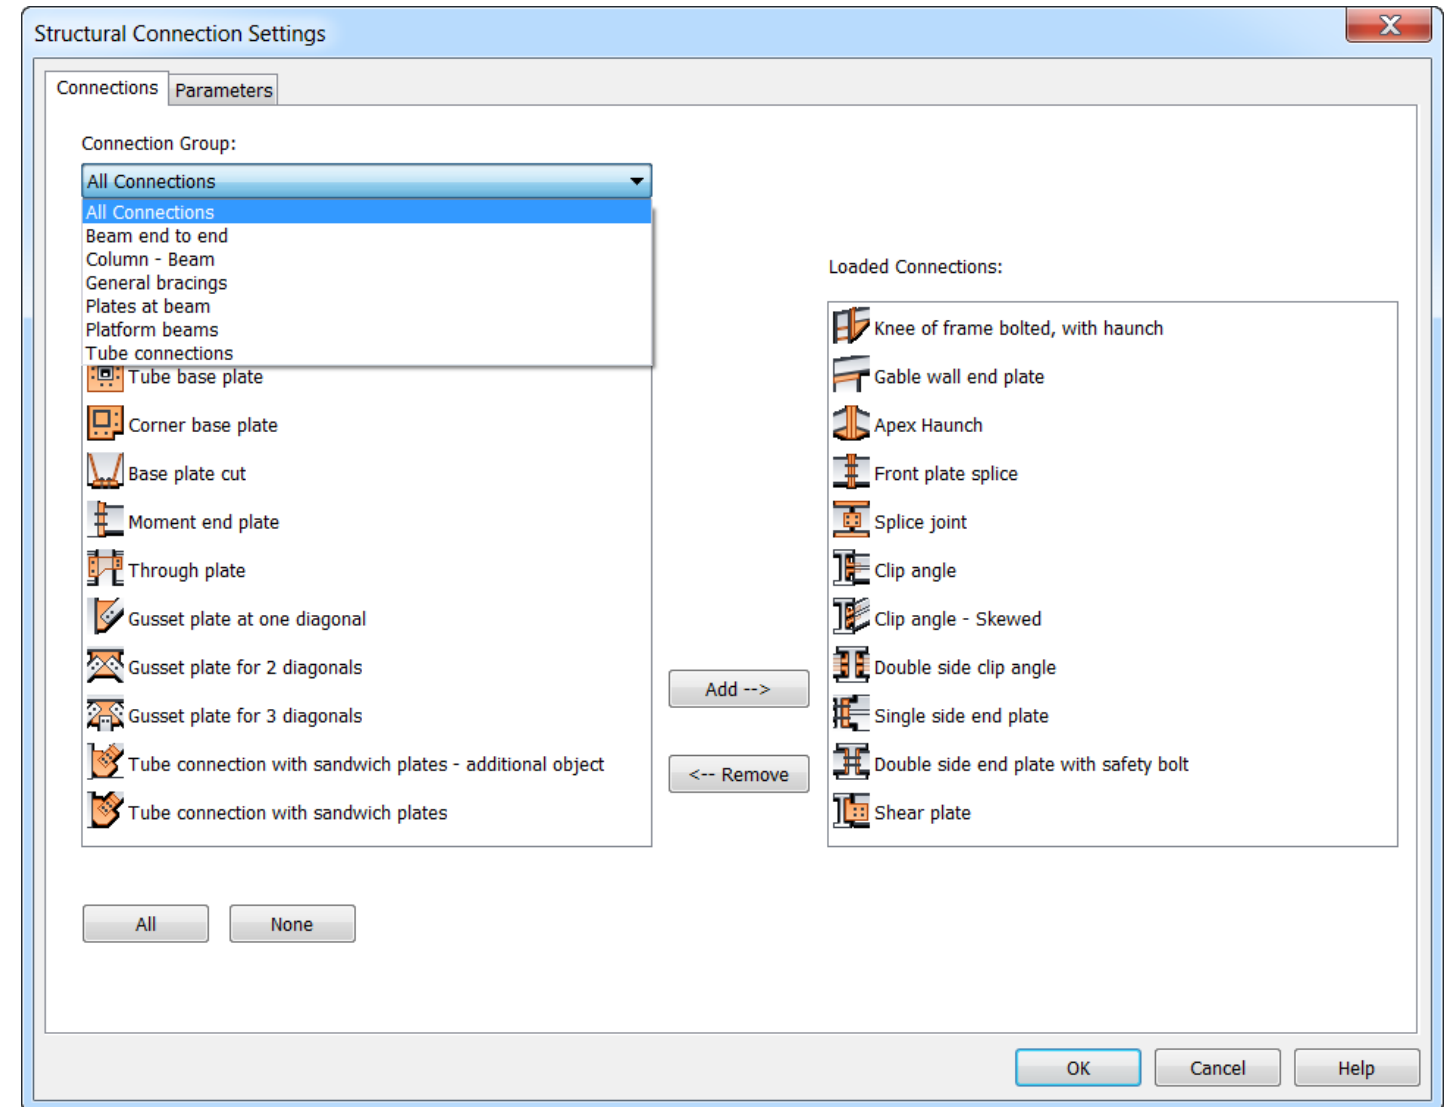 Structural Connection Settings
Connections
Parameters
Connection Group:
All Connections
All Connections
Beam end to end
Column - Beam
General bracings
Plates at beam
Platform beams
Tube connections
Tube base plate
Corner base plate
Base plate cut
Moment end plate
Through plate
Gusset plate at one diagonal
Gusset plate for 2 diagonals
Gusset plate for 3 diagonals
Tube connection with sandwich plates - additional object
Tube connection with sandwich plates
All
None
Add -->
<-- Remove
Loaded Connections:
Knee of frame bolted, with haunch
Gable wall end plate
Apex Haunch
Front plate splice
Splice joint
Clip angle
Clip angle - Skewed
Double side clip angle
Single side end plate
Double side end plate with safety bolt
Shear plate
OK
Cancel
Help